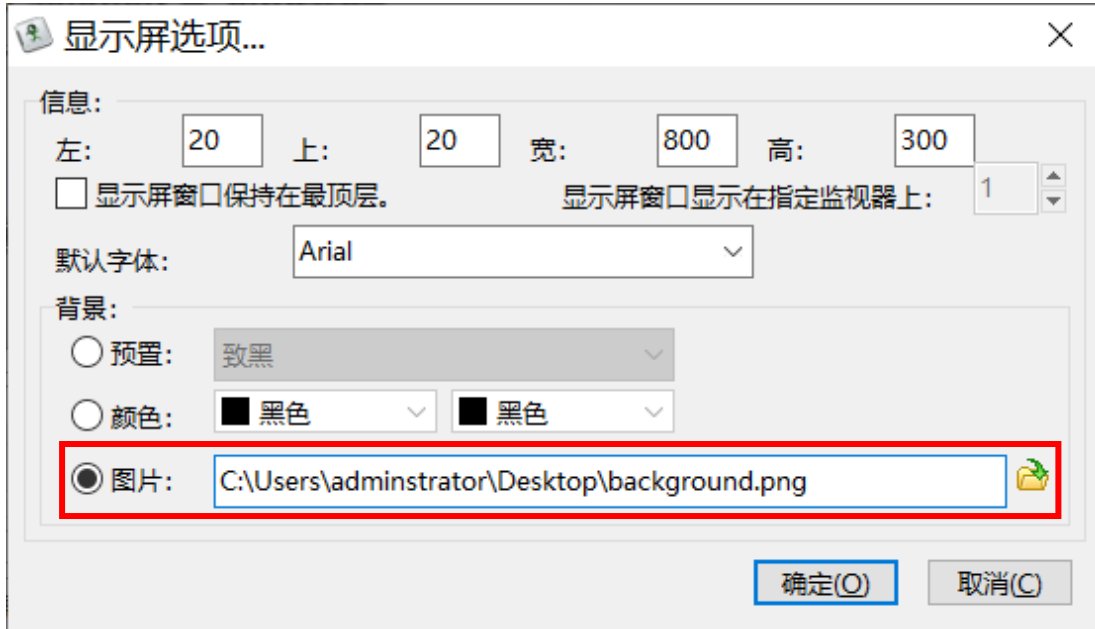 显示屏选项...
信息:
左: 20 上: 20 宽: 800 高: 300
显示屏窗口保持在最顶层。 显示屏窗口显示在指定监视器上: 1
默认字体: Arial
背景:
预置: 致黑
颜色: 黑色 黑色
图片: C:\Users\adminstrator\Desktop\background.png
确定(O) 取消(C)